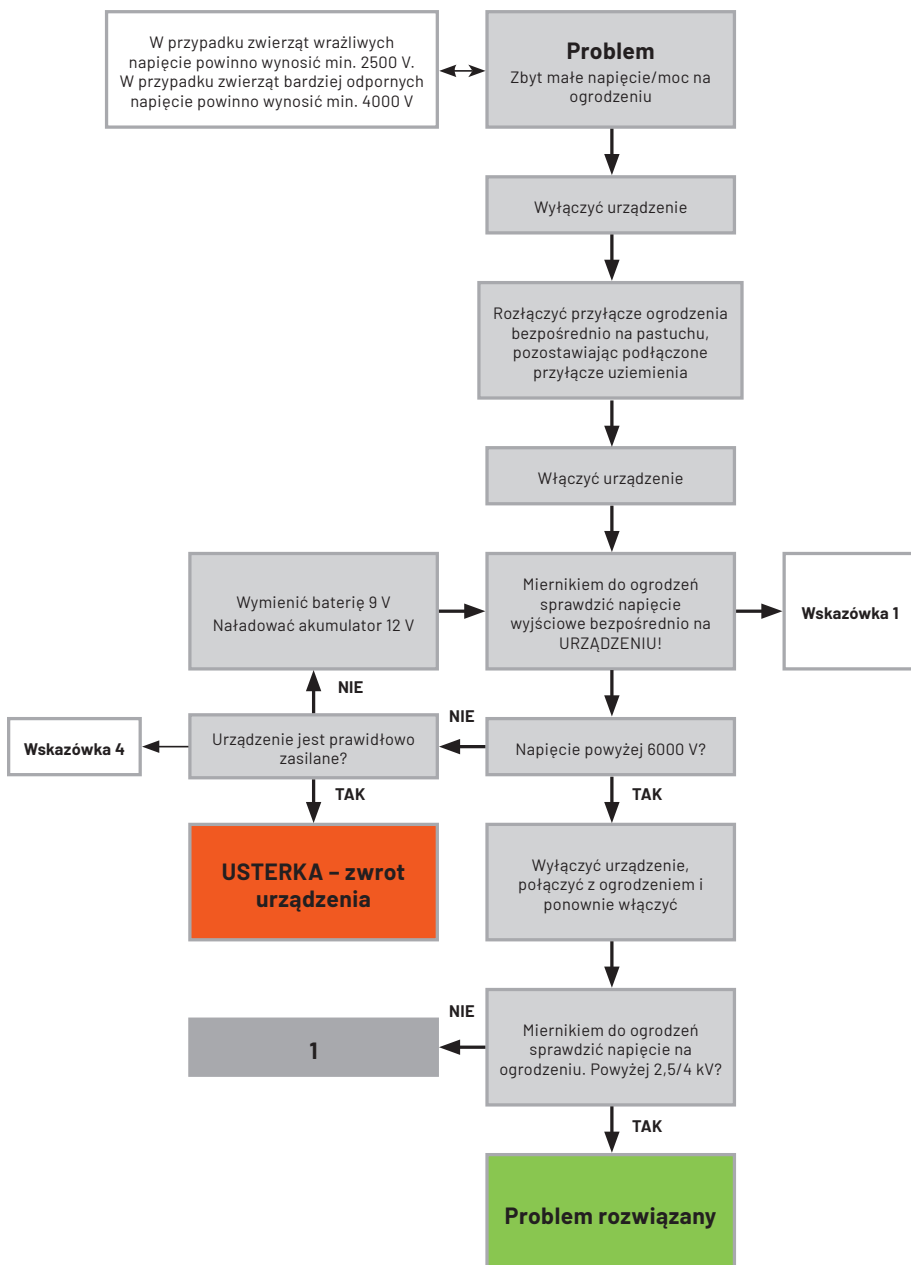 W przypadku zwierząt wrażliwych
napięcie powinno wynosić min. 2500 V.
W przypadku zwierząt bardziej odpornych
napięcie powinno wynosić min. 4000 V
Problem
Zbyt małe napięcie/moc na
ogrodzeniu
Wyłączyć urządzenie
Rozłączyć przyłącze ogrodzenia
bezpośrednio na pastuchu,
pozostawiając podłączone
przyłącze uziemienia
Włączyć urządzenie
Wymienić baterię 9 V
Naładować akumulator 12 V
Miernikiem do ogrodzeń
sprawdzić napięcie
wyjściowe bezpośrednio na
URZĄDZENIU!
Wskazówka 1
NIE
Wskazówka 4
Urządzenie jest prawidłowo
zasilane?
NIE
Napięcie powyżej 6000 V?
TAK
TAK
USTERKA – zwrot
urządzenia
Wyłączyć urządzenie,
połączyć z ogrodzeniem i
ponownie włączyć
1
NIE
Miernikiem do ogrodzeń
sprawdzić napięcie na
ogrodzeniu. Powyżej 2,5/4 kV?
TAK
Problem rozwiązany